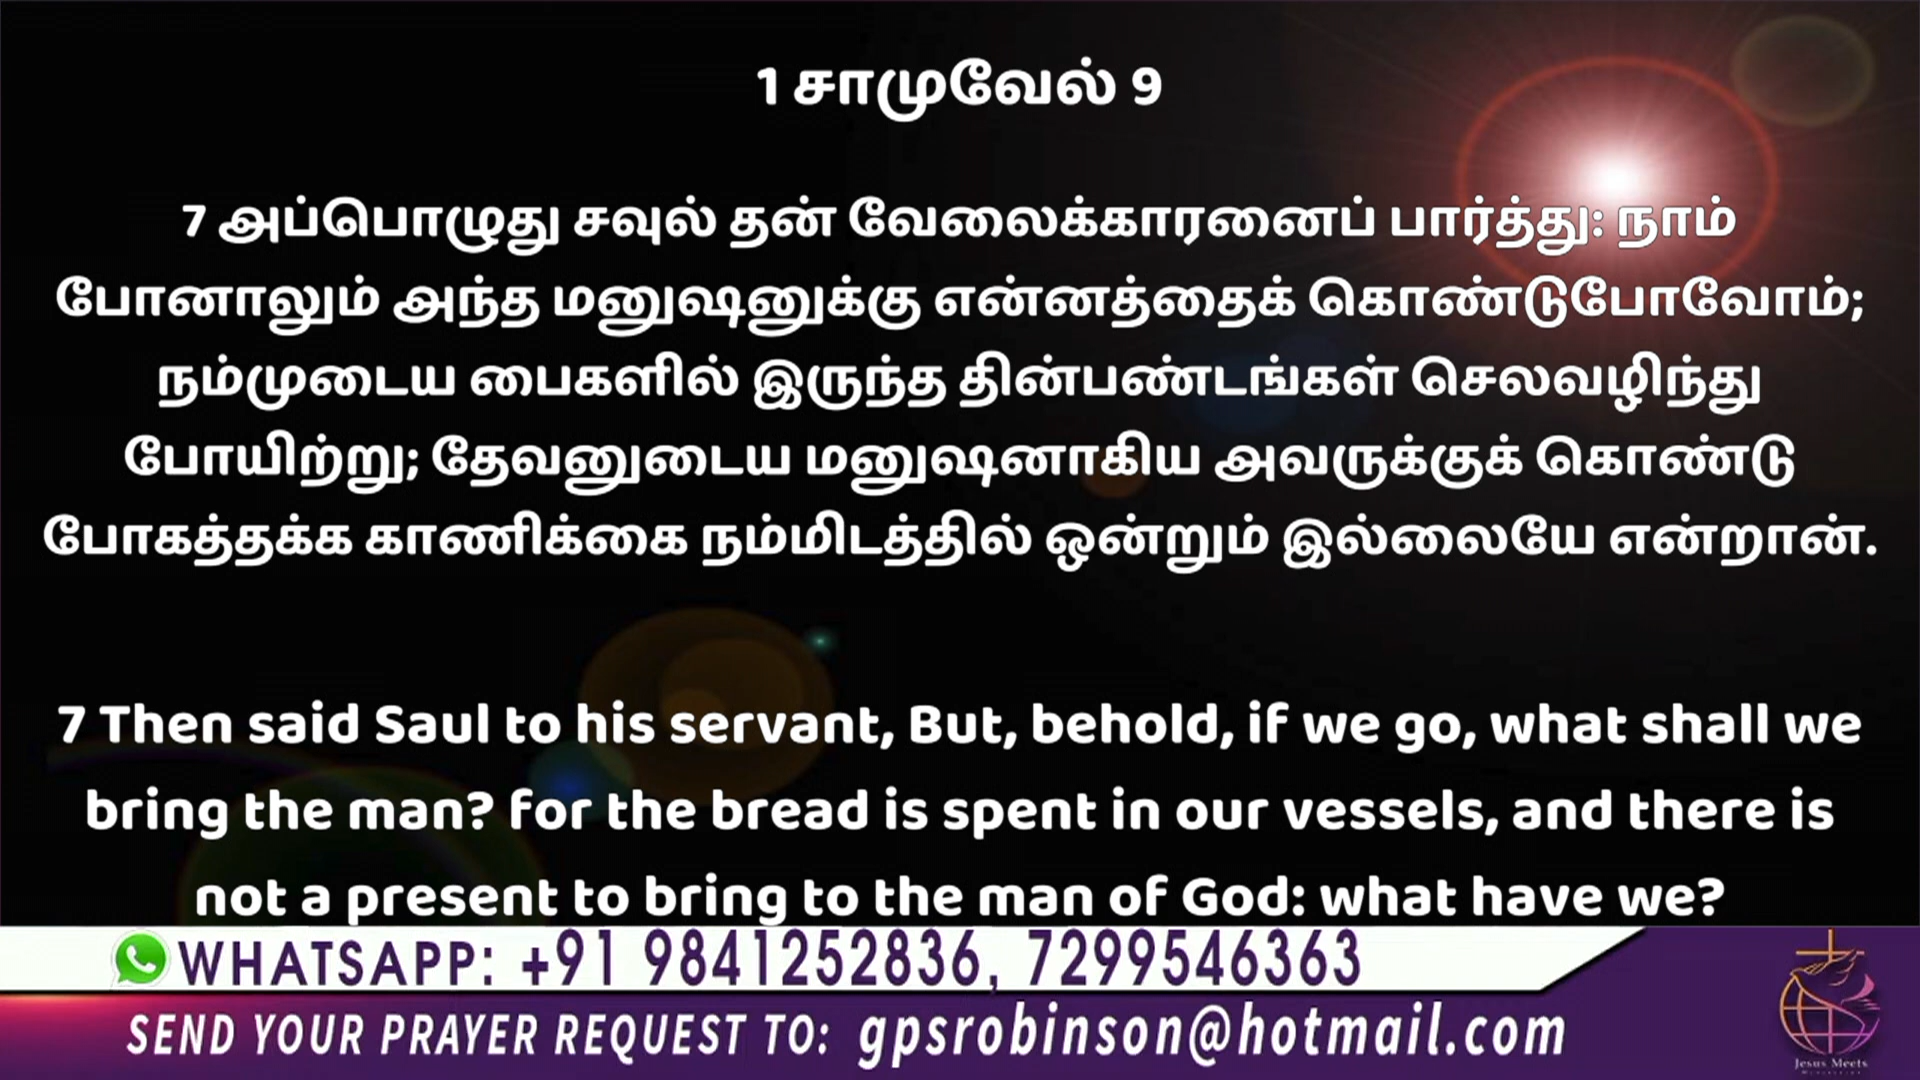 1 சாமுவேல் 9
7 அப்பொழுது சவுல் தன் வேலைக்காரனைப் பார்த்து: நாம்
போனாலும் அந்த மனுஷனுக்கு என்னத்தைக் கொண்டுபோவோம்;
நம்முடைய பைகளில் இருந்த தின்பண்டங்கள் செலவழிந்து
போயிற்று; தேவனுடைய மனுஷனாகிய அவருக்குக் கொண்டு
போகத்தக்க காணிக்கை நம்மிடத்தில் ஒன்றும் இல்லையே என்றான்.
7 Then said Saul to his servant, But, behold, if we go, what shall we
bring the man? for the bread is spent in our vessels, and there is
not a present to bring to the man of God: what have we?
WHATSAPP: +91 9841252836, 7299546363
SEND YOUR PRAYER REQUEST TO: gpsrobinson@hotmail.com
Jesus Meets